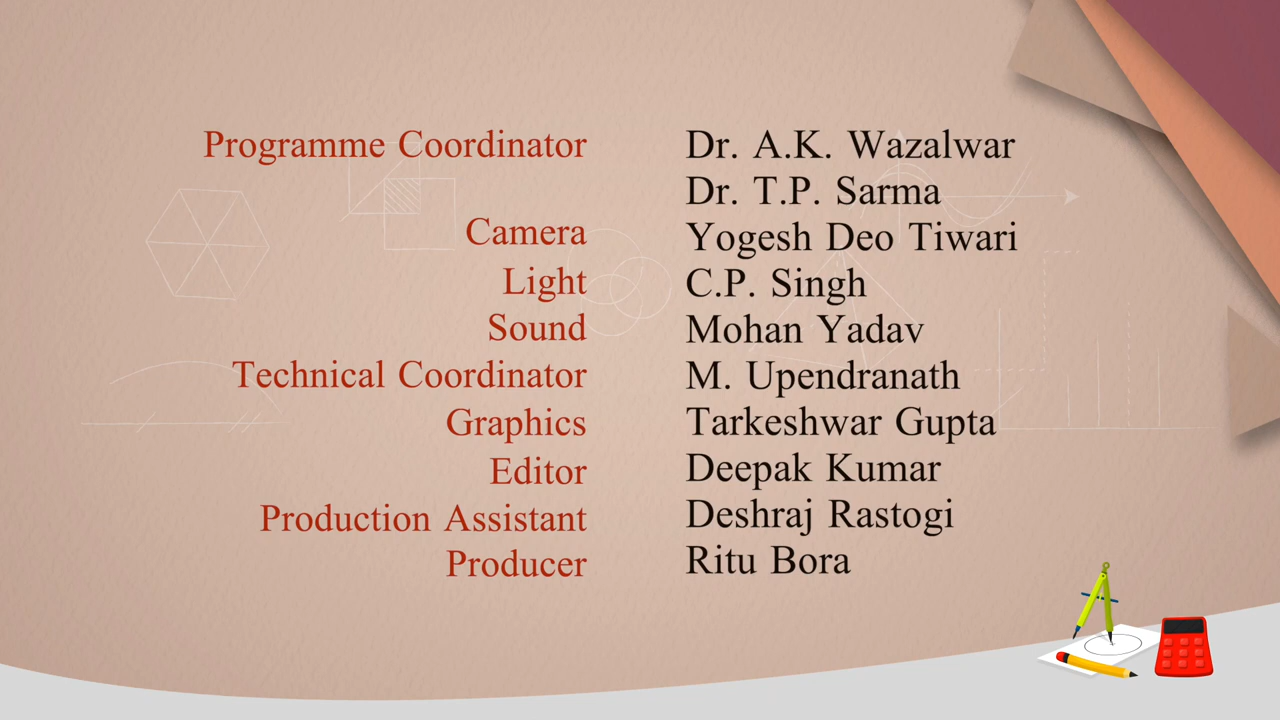 Programme Coordinator Dr. A.K. Wazalwar
Dr. T.P. Sarma
Camera Yogesh Deo Tiwari
Light C.P. Singh
Sound Mohan Yadav
Technical Coordinator M. Upendranath
Graphics Tarkeshwar Gupta
Editor Deepak Kumar
Production Assistant Deshraj Rastogi
Producer Ritu Bora